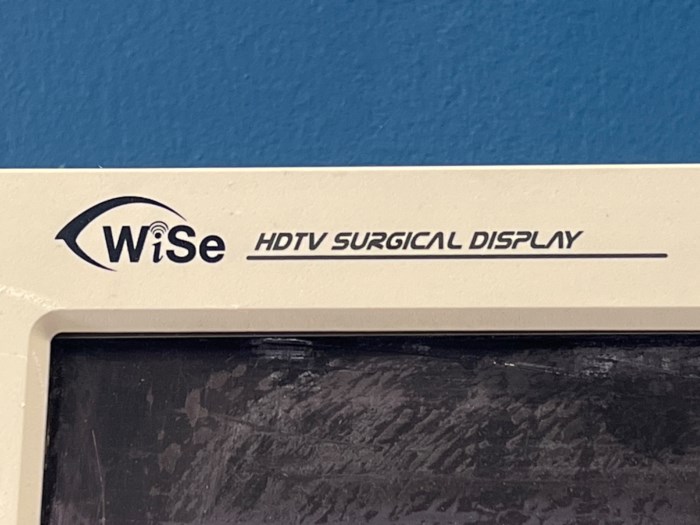 WiSe HDTV SURGICAL DISPLAY